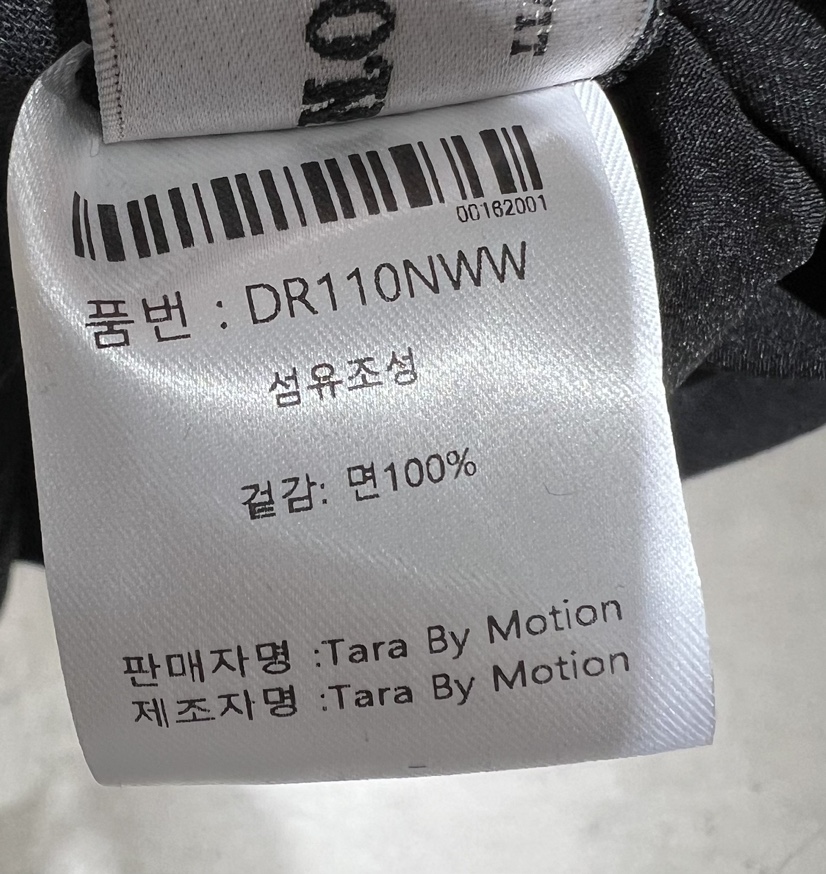 00162001
품번 : DR110NWW
섬유조성
겉감: 면100%
판매자명 :Tara By Motion
제조자명 :Tara By Motion